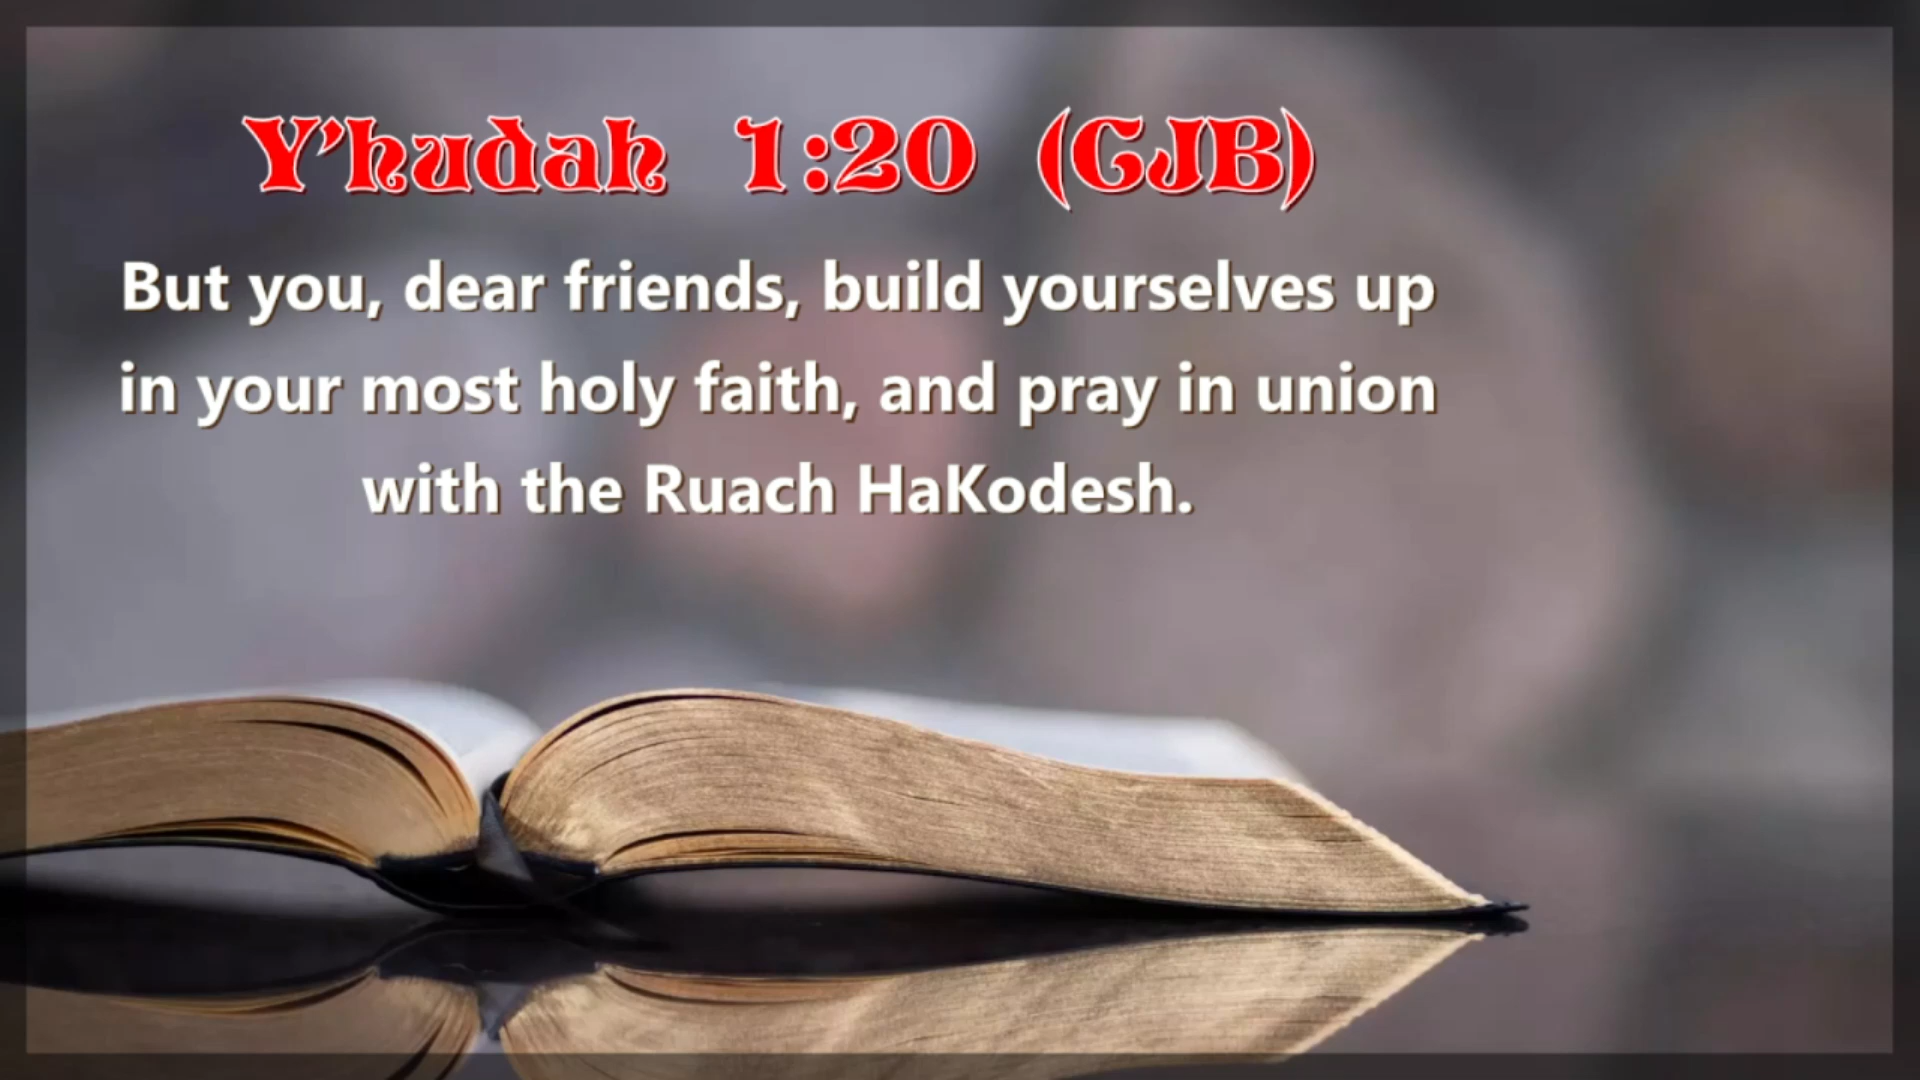 Y'hudah 1:20 (CJB)
But you, dear friends, build yourselves up
in your most holy faith, and pray in union
with the Ruach HaKodesh.